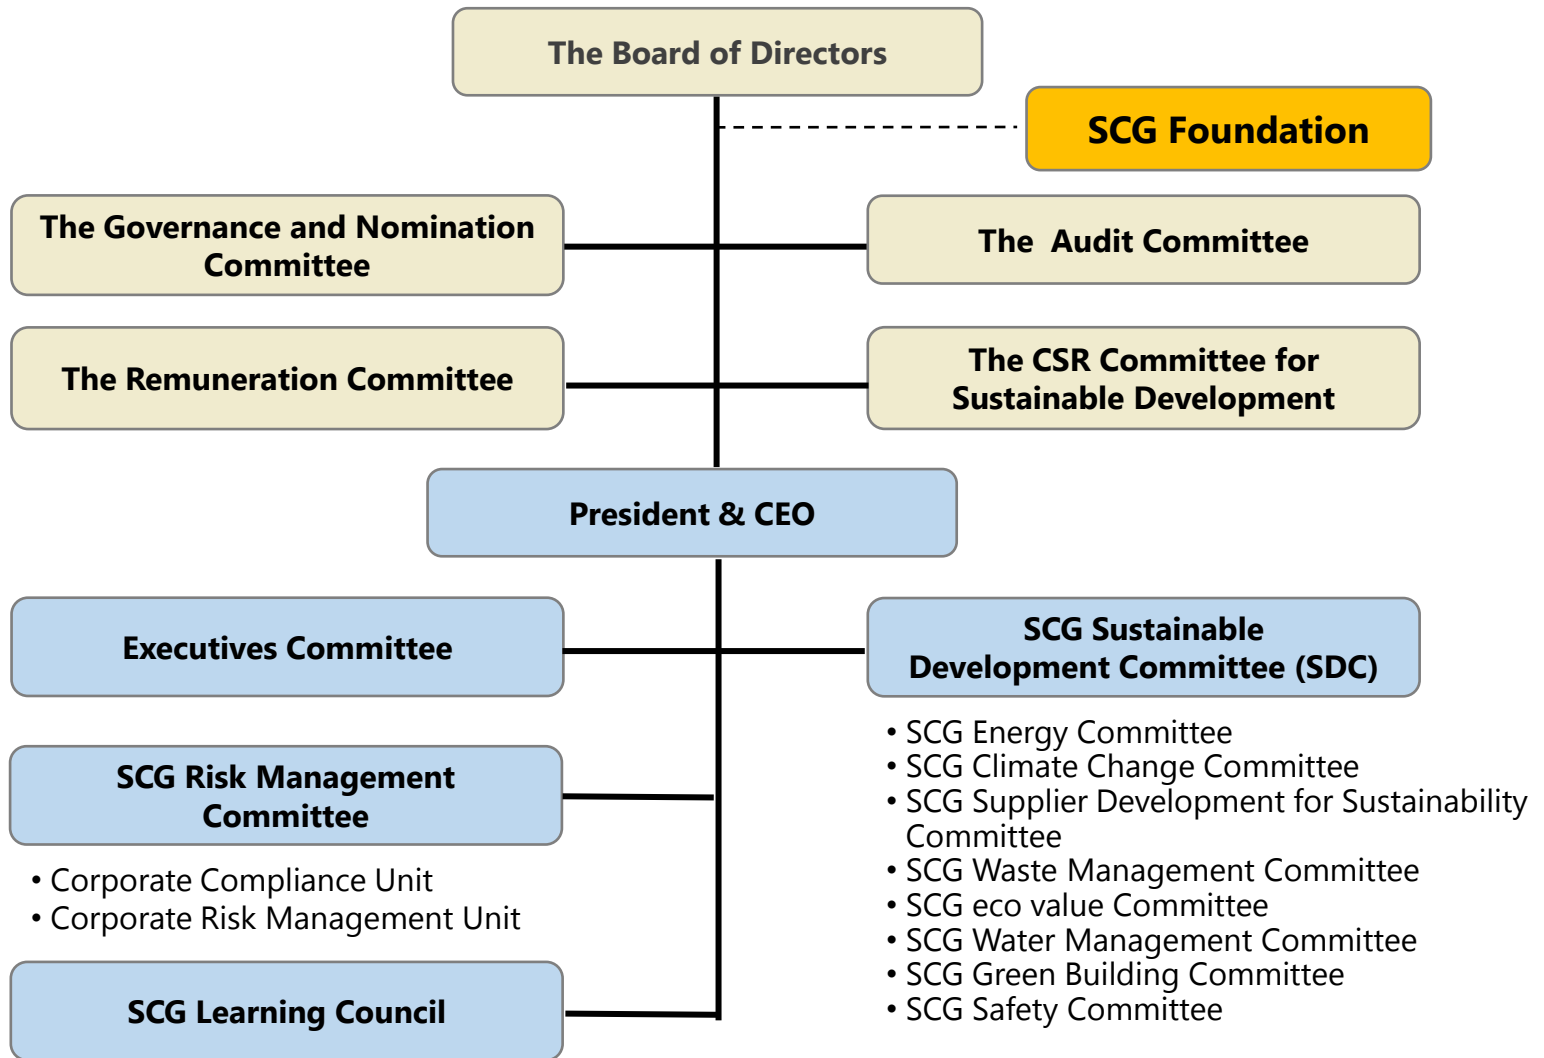 The Board of Directors
SCG Foundation
The Governance and Nomination
Committee
The Audit Committee
The Remuneration Committee
The CSR Committee for
Sustainable Development
President & CEO
Executives Committee
SCG Sustainable
Development Committee (SDC)
• SCG Energy Committee
• SCG Climate Change Committee
• SCG Supplier Development for Sustainability
Committee
• SCG Waste Management Committee
• SCG eco value Committee
• SCG Water Management Committee
• SCG Green Building Committee
• SCG Safety Committee
SCG Risk Management
Committee
• Corporate Compliance Unit
• Corporate Risk Management Unit
SCG Learning Council